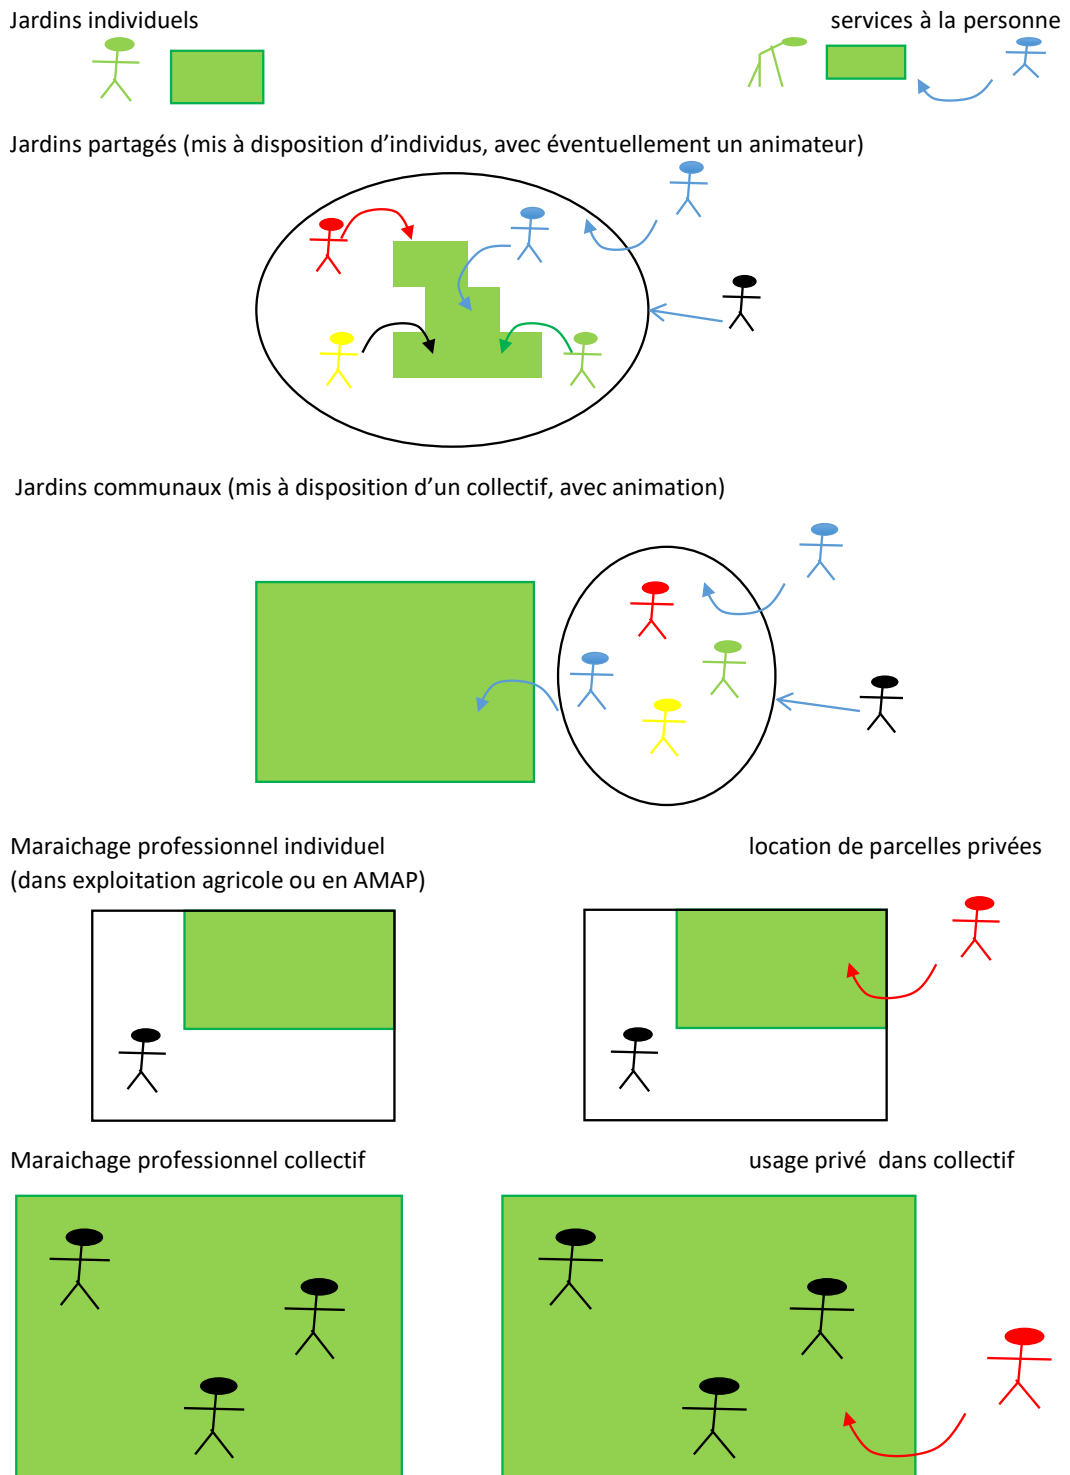 Jardins individuels
services à la personne
Jardins partagés (mis à disposition d’individus, avec éventuellement un animateur)
Jardins communaux (mis à disposition d’un collectif, avec animation)
Maraichage professionnel individuel
(dans exploitation agricole ou en AMAP)
location de parcelles privées
Maraichage professionnel collectif
usage privé  dans collectif